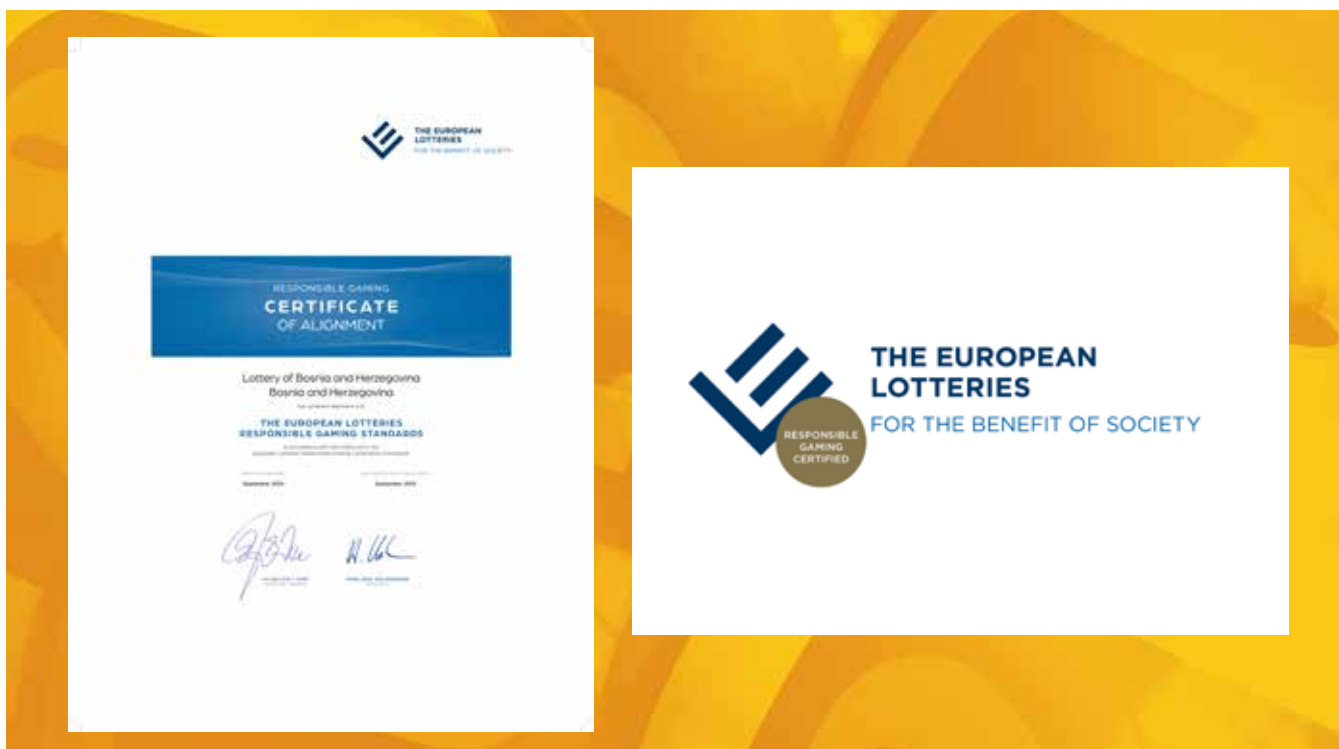 THE EUROPEAN
LOTTERIES
FOR THE BENEFIT OF SOCIETY
RESPONSIBLE GAMING
CERTIFICATE
OF ALIGNMENT
Lottery of Bosnia and Herzegovina
Bosnia and Herzegovina
THE EUROPEAN LOTTERIES
RESPONSIBLE GAMING STANDARDS
THE EUROPEAN
LOTTERIES
FOR THE BENEFIT OF SOCIETY
RESPONSIBLE
GAMING
CERTIFIED